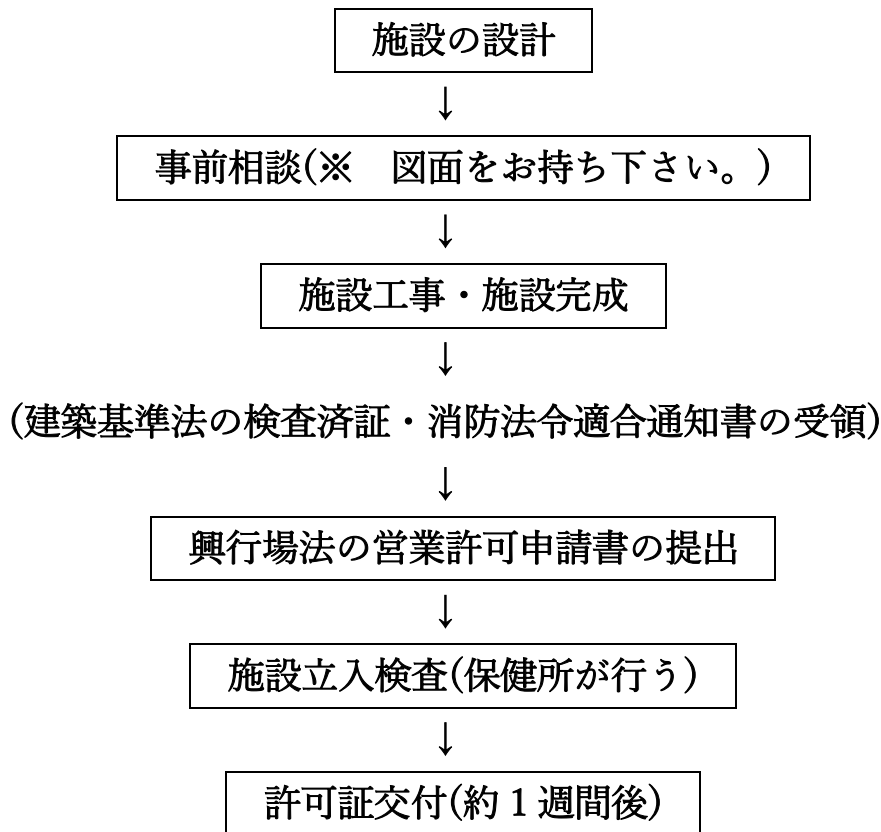 施設の設計
↓
事前相談(※　図面をお持ち下さい。)
↓
施設工事・施設完成
↓
(建築基準法の検査済証・消防法令適合通知書の受領)
↓
興行場法の営業許可申請書の提出
↓
施設立入検査(保健所が行う)
↓
許可証交付(約1週間後)